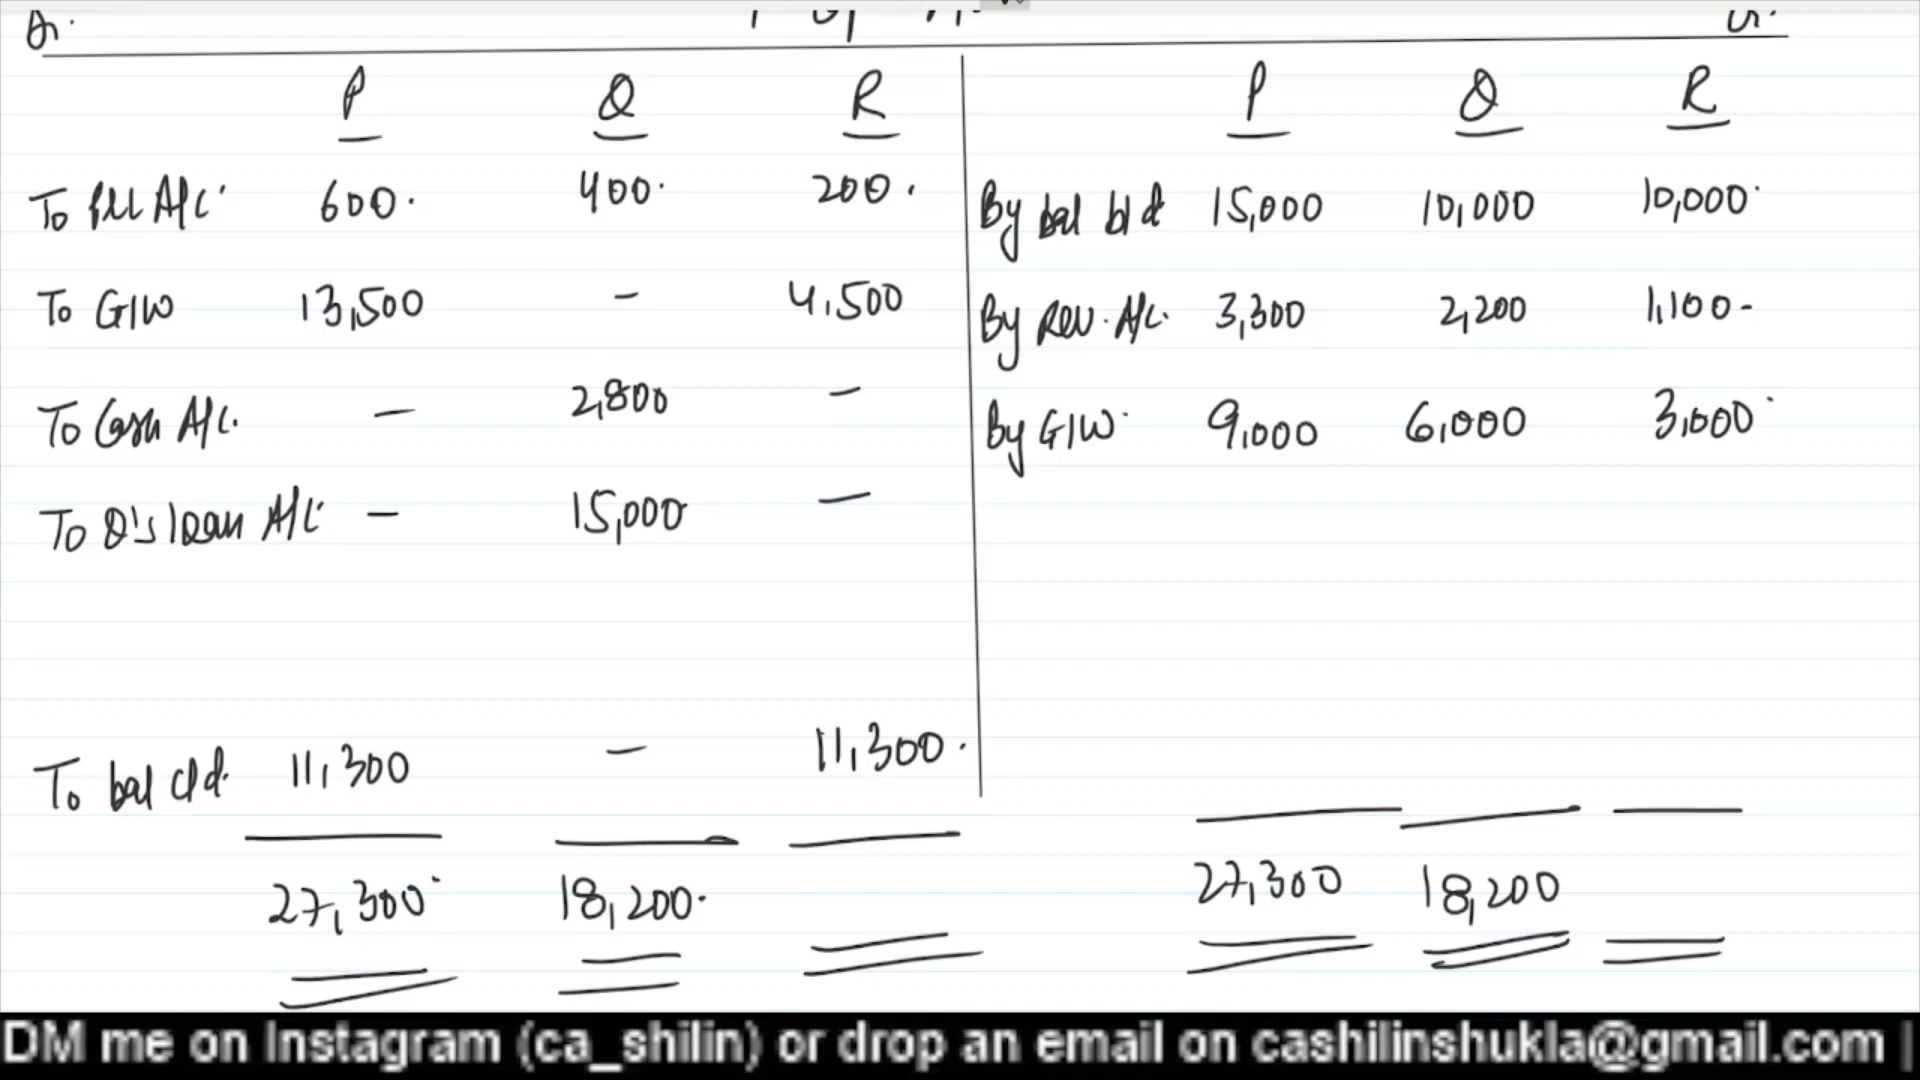 Dr. Cr.
P Q R P Q R
To P&L A/c 600. 400. 200. By bal b/d 15,000 10,000 10,000
To G/W 13,500 - 4,500 By Rev. A/c. 3,300 2,200 1,100-
To Cash A/c. - 2,800 - By G/W. 9,000 6,000 3,000
To Q's loan A/c - 15,000 -
To bal c/d. 11,300 - 11,300.
27,300 18,200. 27,300 18,200
DM me on Instagram (ca_shilin) or drop an email on cashilinshukla@gmail.com |